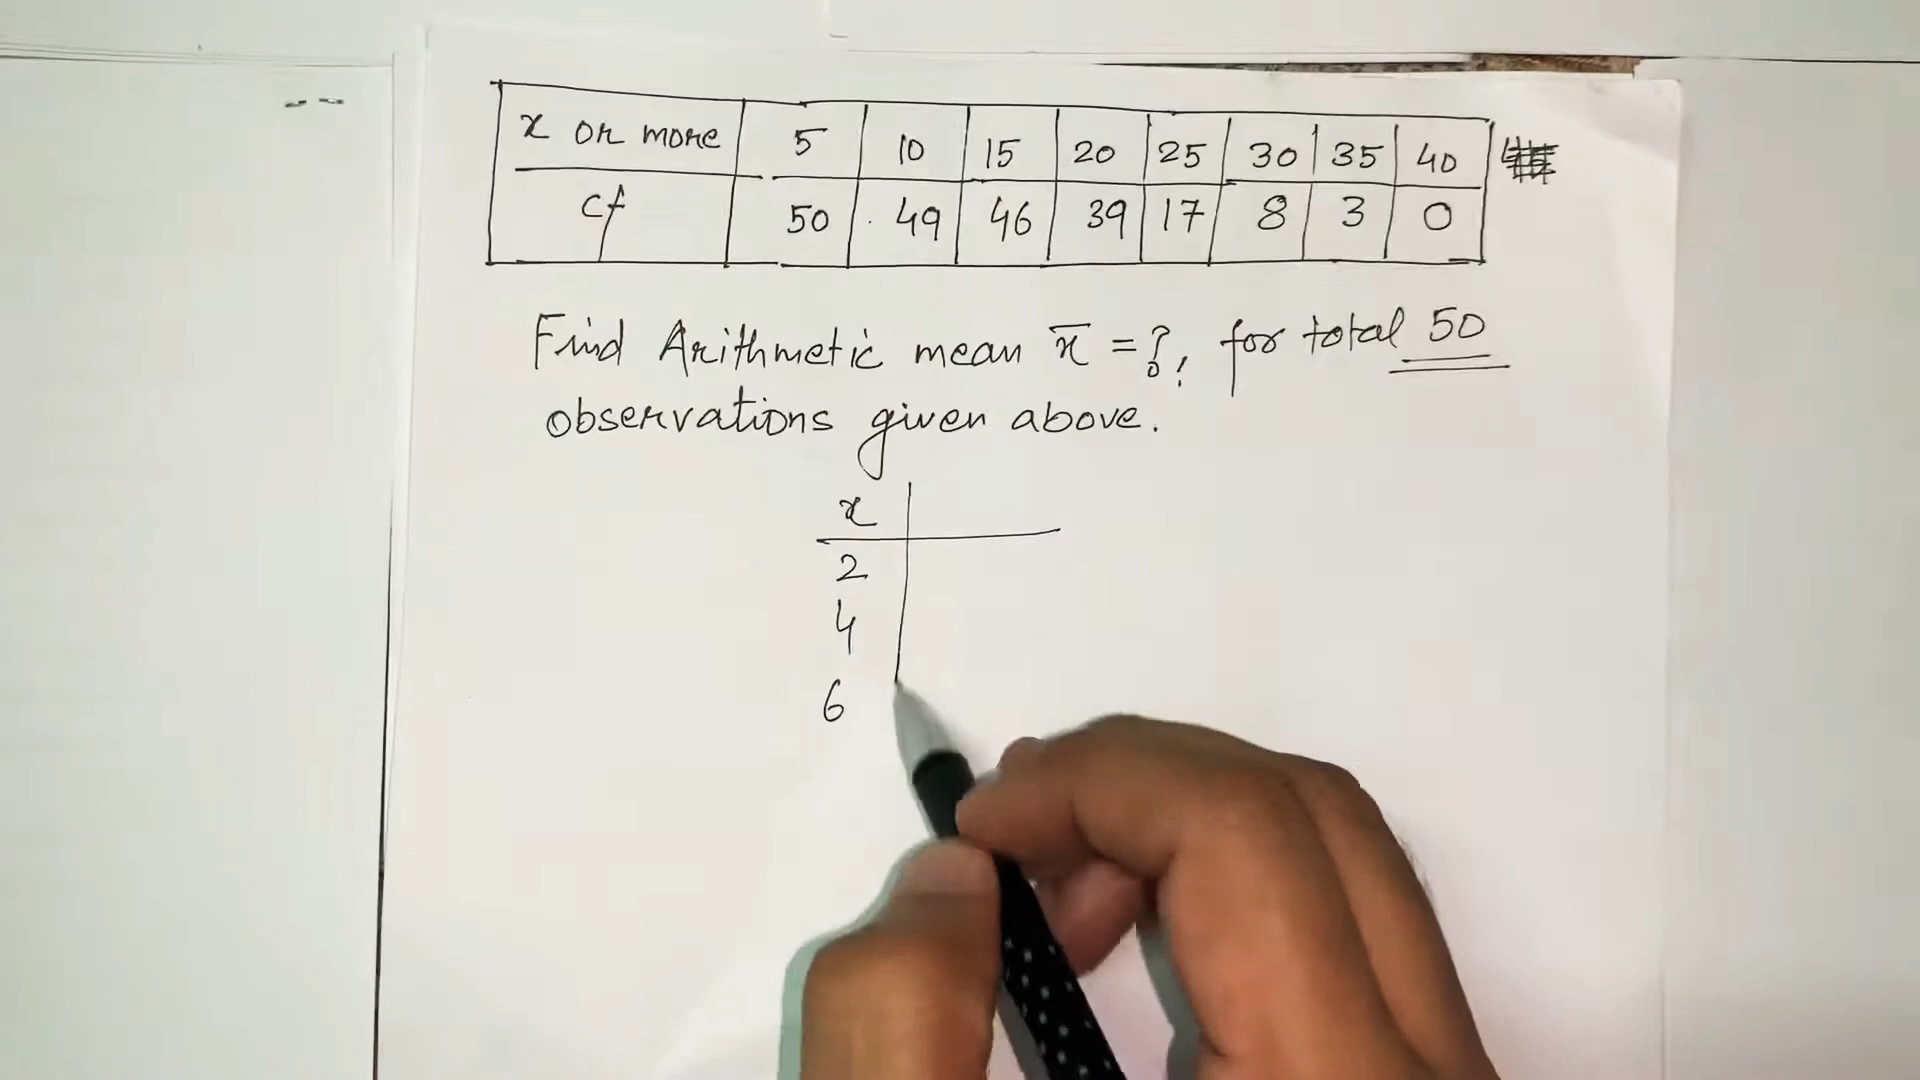 x or more 5 10 15 20 25 30 35 40
cf 50 49 46 39 17 8 3 0
Find Arithmetic mean x̄ = ?, for total 50
observations given above.
x
2
4
6